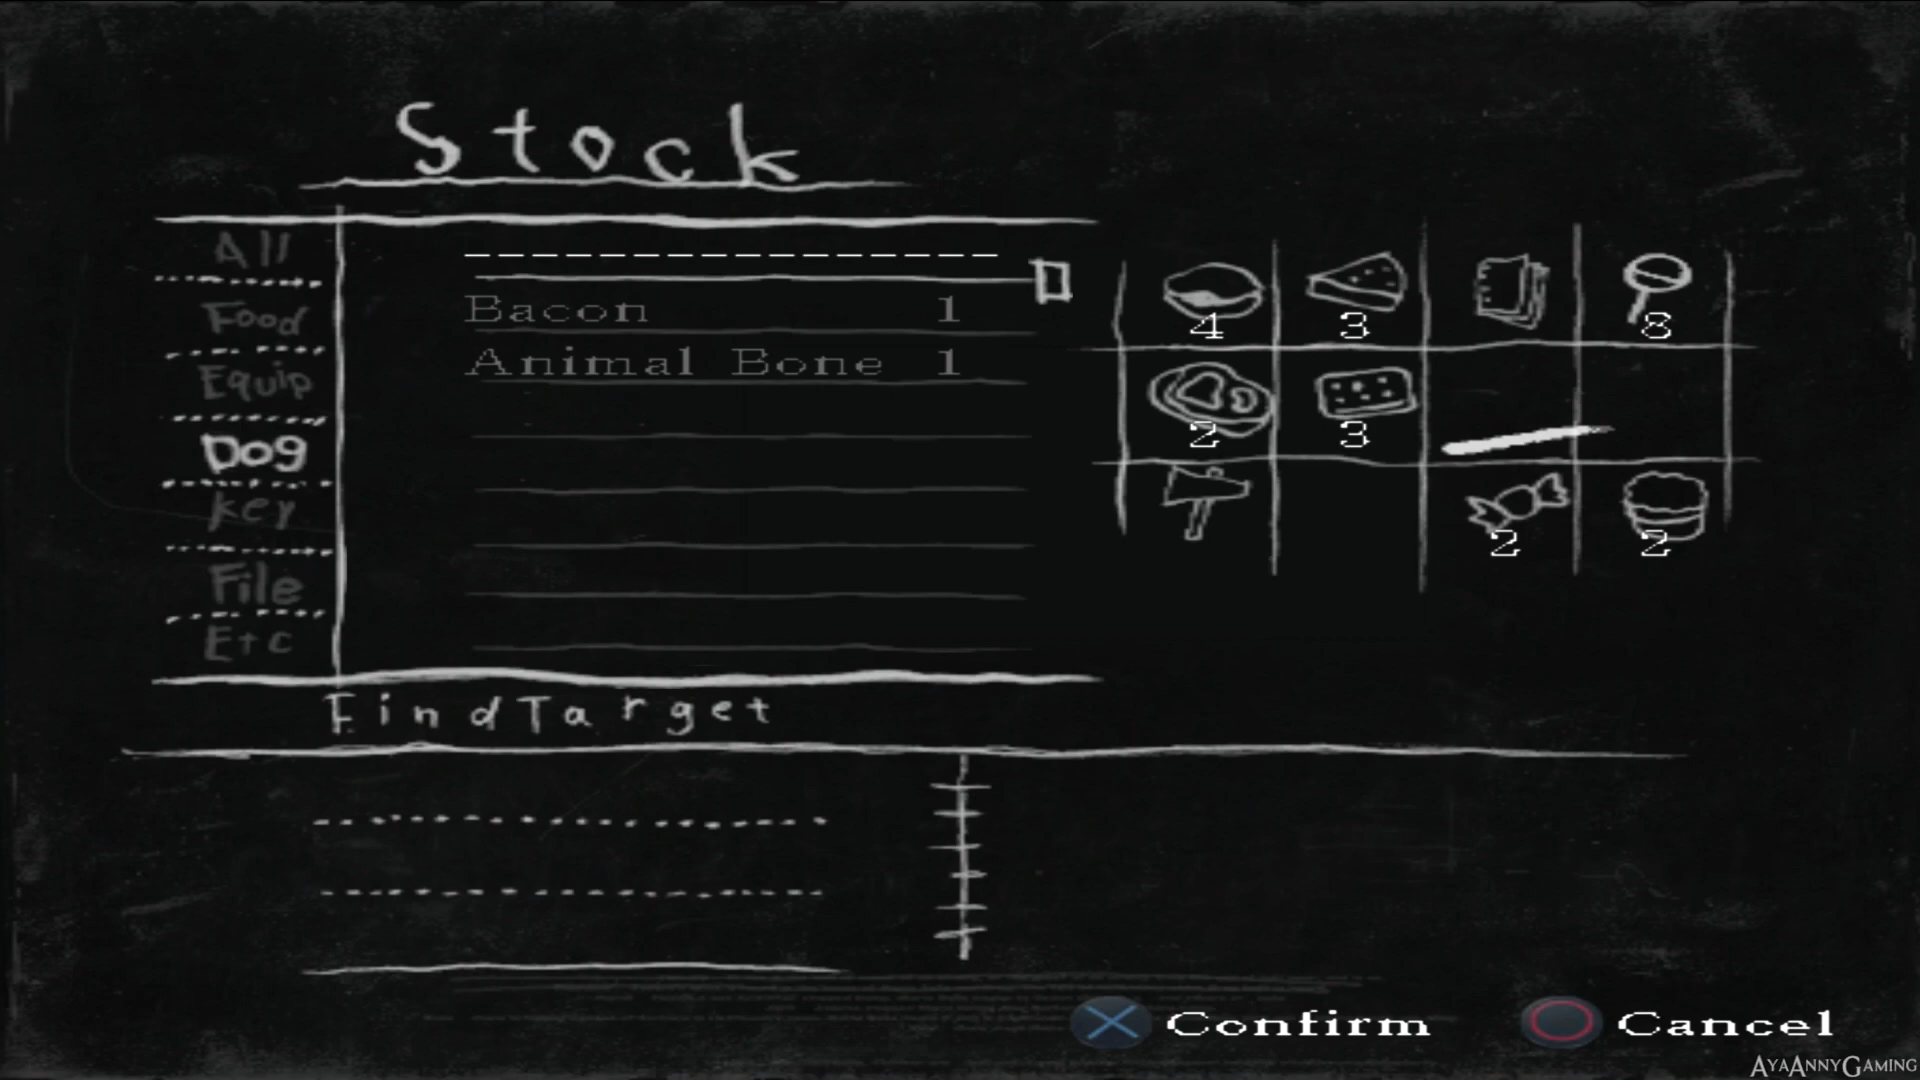 Stock
All
Food
Equip
Dog
Key
File
Etc
Bacon 1
Animal Bone 1
4 3 8
2 3
2 2
FindTarget
Confirm Cancel
AyaAnnyGaming